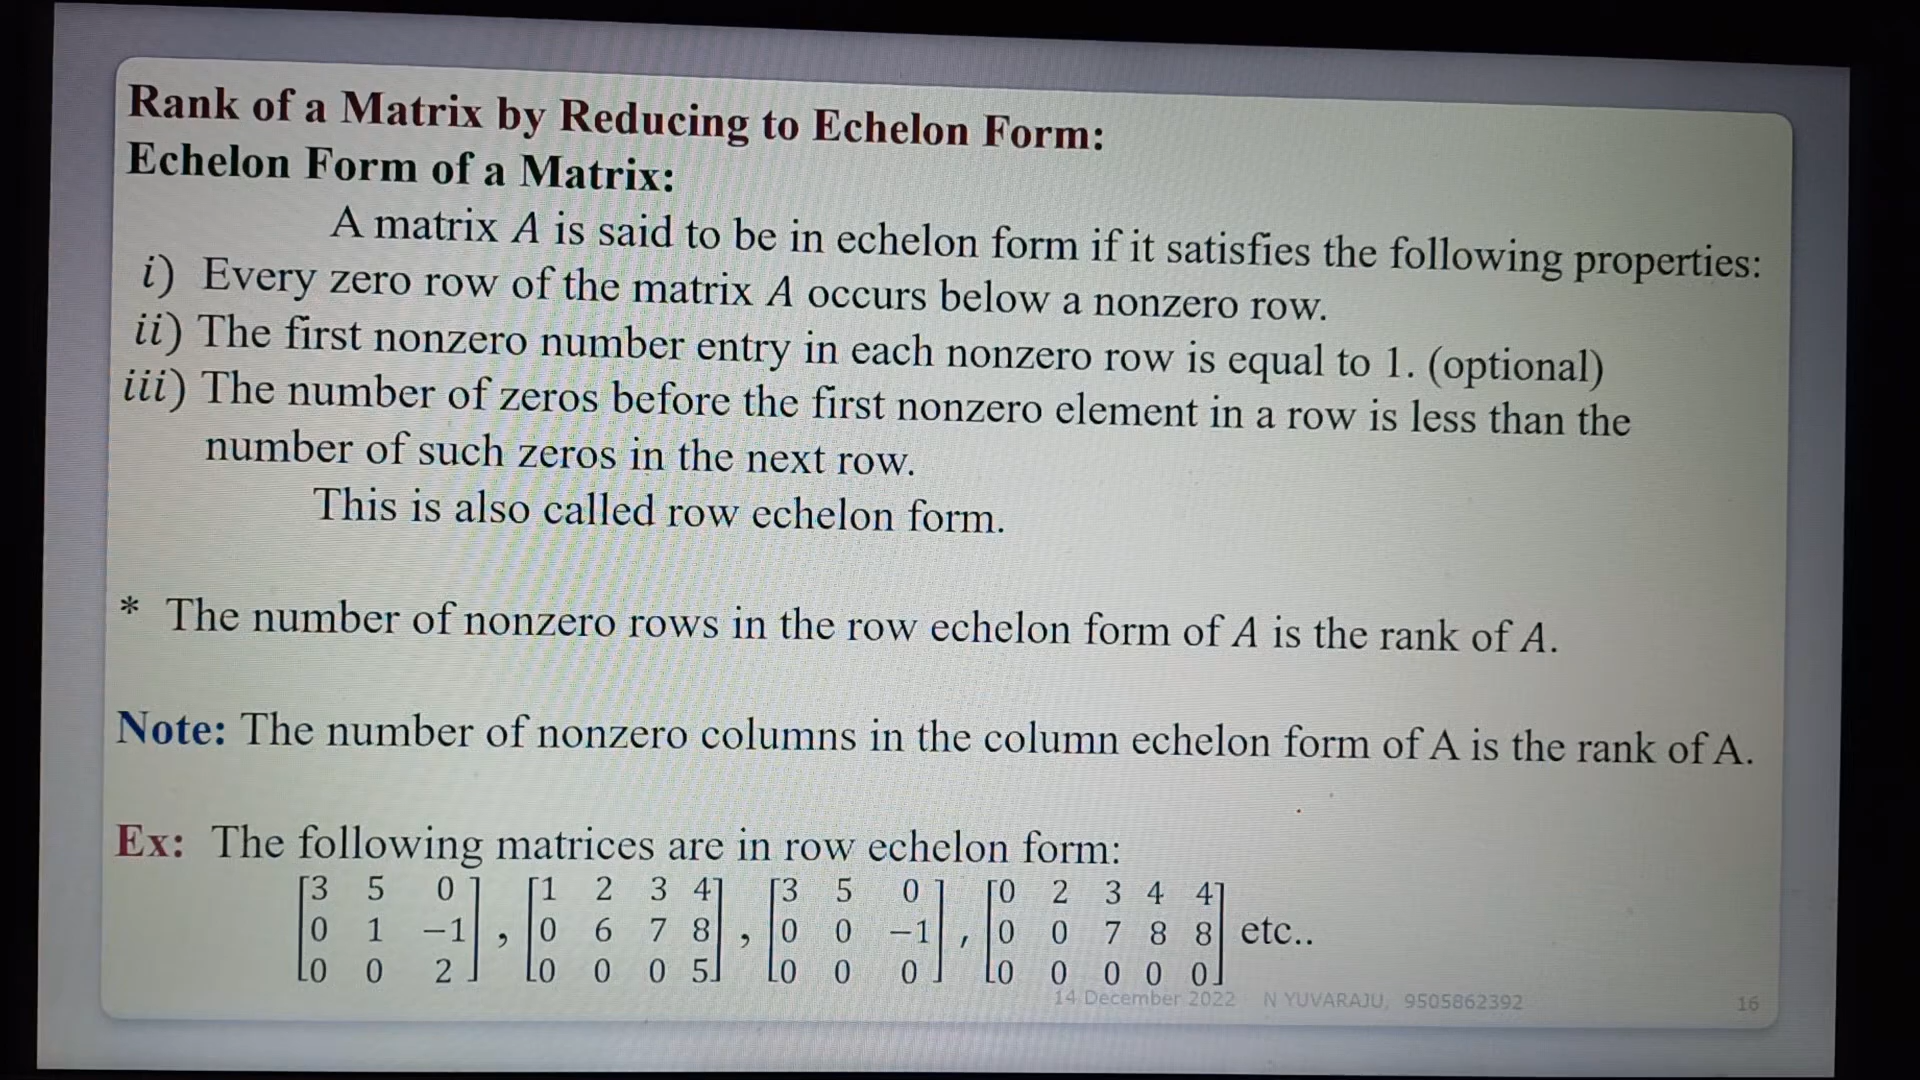 Rank of a Matrix by Reducing to Echelon Form:
Echelon Form of a Matrix:
A matrix A is said to be in echelon form if it satisfies the following properties:
i) Every zero row of the matrix A occurs below a nonzero row.
ii) The first nonzero number entry in each nonzero row is equal to 1. (optional)
iii) The number of zeros before the first nonzero element in a row is less than the
number of such zeros in the next row.
This is also called row echelon form.
* The number of nonzero rows in the row echelon form of A is the rank of A.
Note: The number of nonzero columns in the column echelon form of A is the rank of A.
Ex: The following matrices are in row echelon form:
[3 5 0] [1 2 3 4] [3 5 0] [0 2 3 4 4]
[0 1 −1], [0 6 7 8], [0 0 −1], [0 0 7 8 8] etc..
[0 0 2] [0 0 0 5] [0 0 0] [0 0 0 0 0]
14 December 2022 N YUVARAJU, 9505862392 16